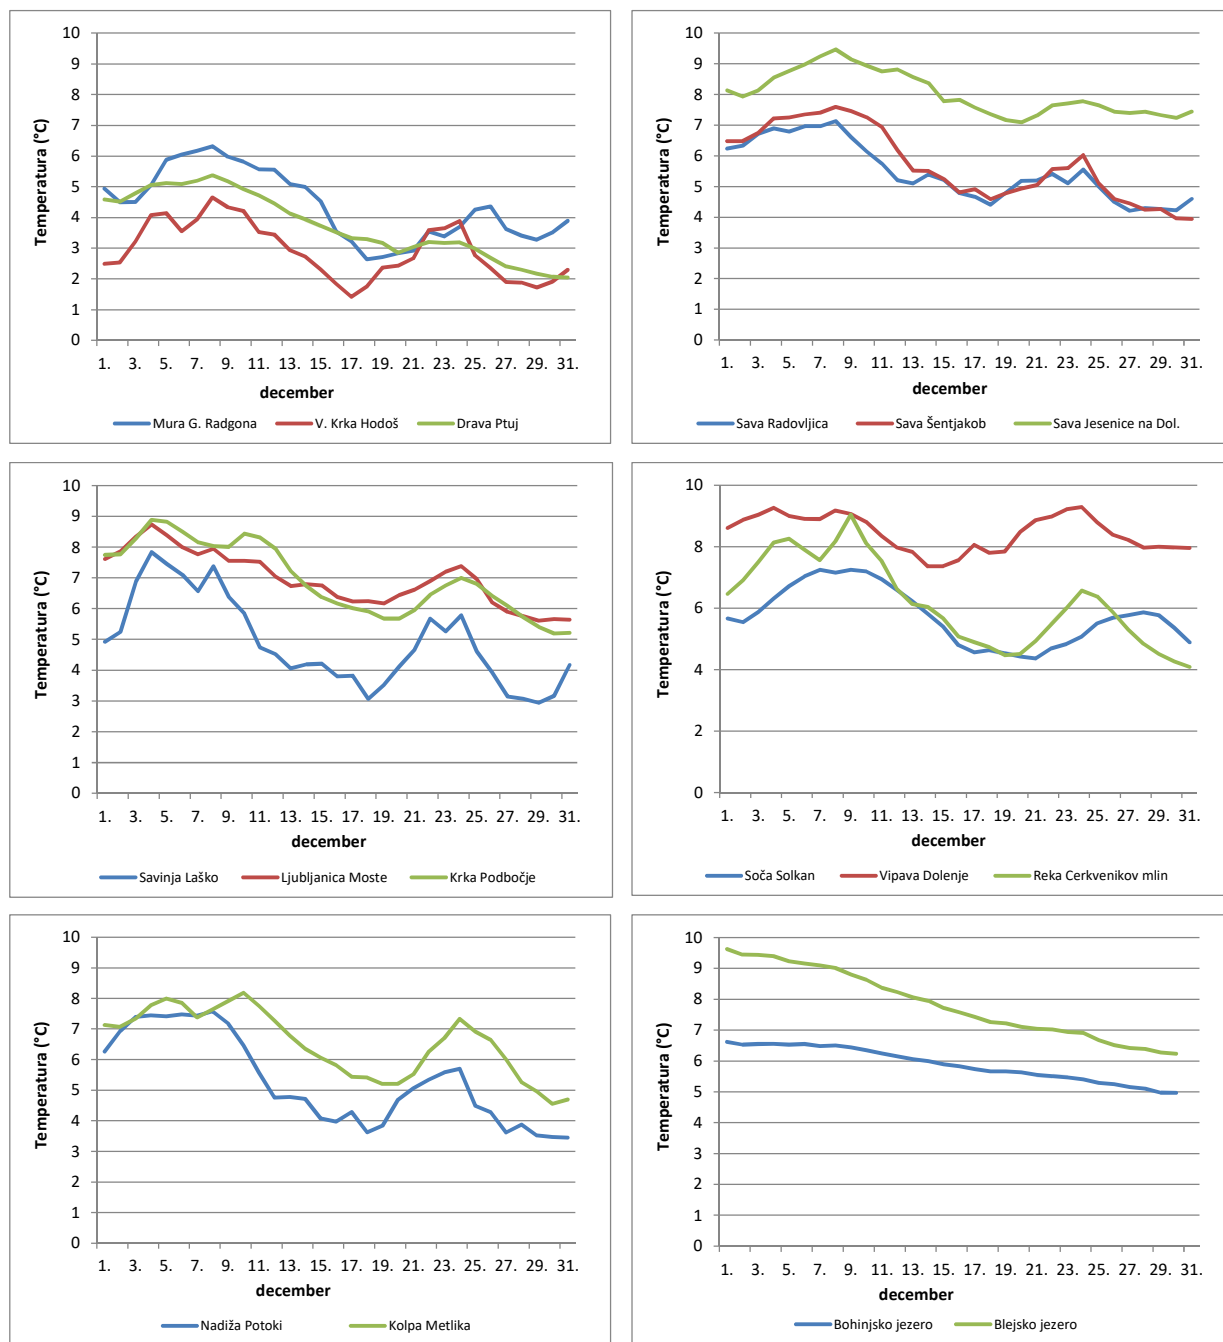 10
9
8
7
6
5
4
3
2
1
0
Temperatura (°C)
1. 3. 5. 7. 9. 11. 13. 15. 17. 19. 21. 23. 25. 27. 29. 31.
december
Mura G. Radgona V. Krka Hodoš Drava Ptuj
10
9
8
7
6
5
4
3
2
1
0
Temperatura (°C)
1. 3. 5. 7. 9. 11. 13. 15. 17. 19. 21. 23. 25. 27. 29. 31.
december
Sava Radovljica Sava Šentjakob Sava Jesenice na Dol.
10
9
8
7
6
5
4
3
2
1
0
Temperatura (°C)
1. 3. 5. 7. 9. 11. 13. 15. 17. 19. 21. 23. 25. 27. 29. 31.
december
Savinja Laško Ljubljanica Moste Krka Podbočje
10
8
6
4
2
0
Temperatura (°C)
1. 3. 5. 7. 9. 11. 13. 15. 17. 19. 21. 23. 25. 27. 29. 31.
december
Soča Solkan Vipava Dolenje Reka Cerkvenikov mlin
10
9
8
7
6
5
4
3
2
1
0
Temperatura (°C)
1. 3. 5. 7. 9. 11. 13. 15. 17. 19. 21. 23. 25. 27. 29. 31.
december
Nadiža Potoki Kolpa Metlika
10
9
8
7
6
5
4
3
2
1
0
Temperatura (°C)
1. 3. 5. 7. 9. 11. 13. 15. 17. 19. 21. 23. 25. 27. 29. 31.
december
Bohinjsko jezero Blejsko jezero